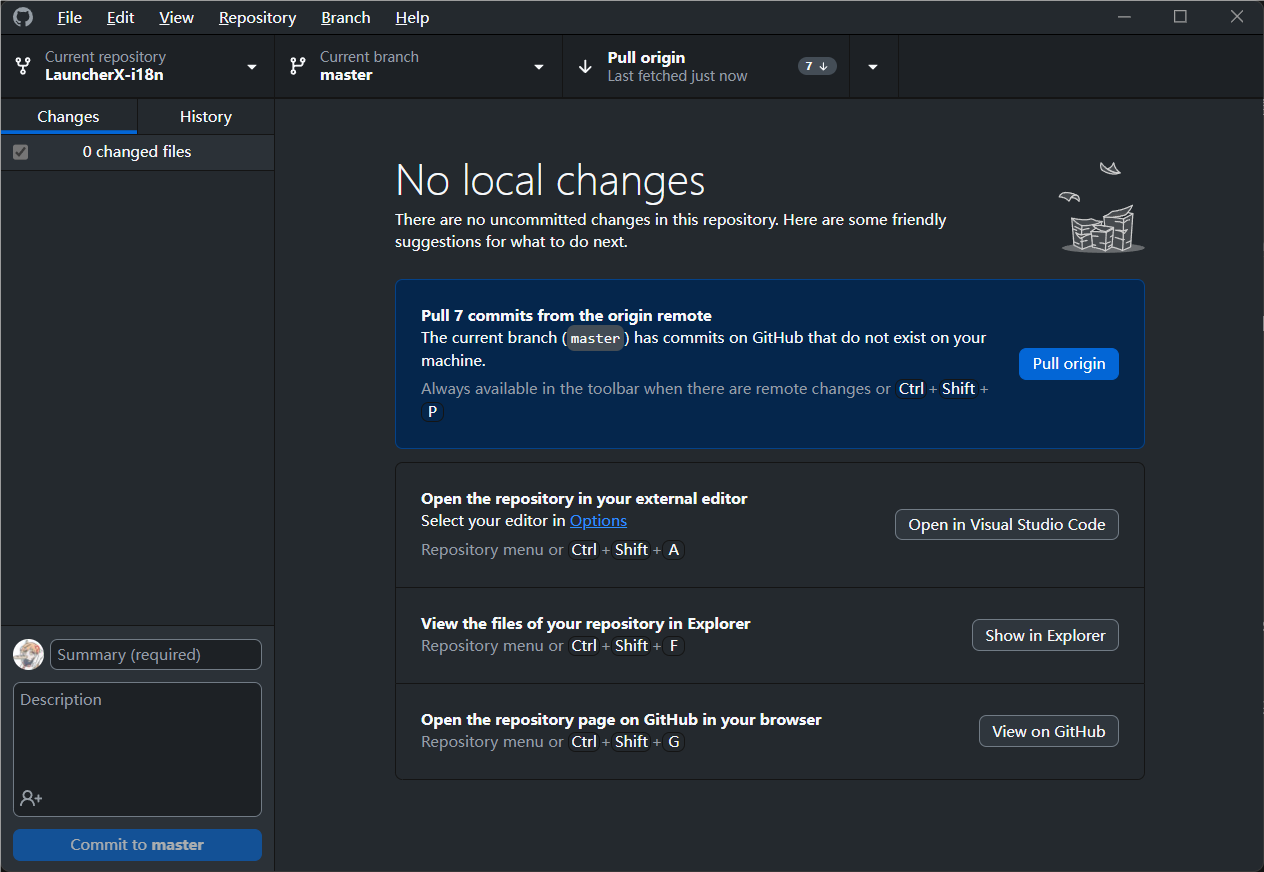 File Edit View Repository Branch Help
Current repository
LauncherX-i18n
Current branch
master
Pull origin
Last fetched just now
7
Changes History
0 changed files
No local changes
There are no uncommitted changes in this repository. Here are some friendly
suggestions for what to do next.
Pull 7 commits from the origin remote
The current branch (master) has commits on GitHub that do not exist on your
machine.
Always available in the toolbar when there are remote changes or Ctrl + Shift +
P
Pull origin
Open the repository in your external editor
Select your editor in Options
Repository menu or Ctrl + Shift + A
Open in Visual Studio Code
View the files of your repository in Explorer
Repository menu or Ctrl + Shift + F
Show in Explorer
Open the repository page on GitHub in your browser
Repository menu or Ctrl + Shift + G
View on GitHub
Summary (required)
Description
Commit to master